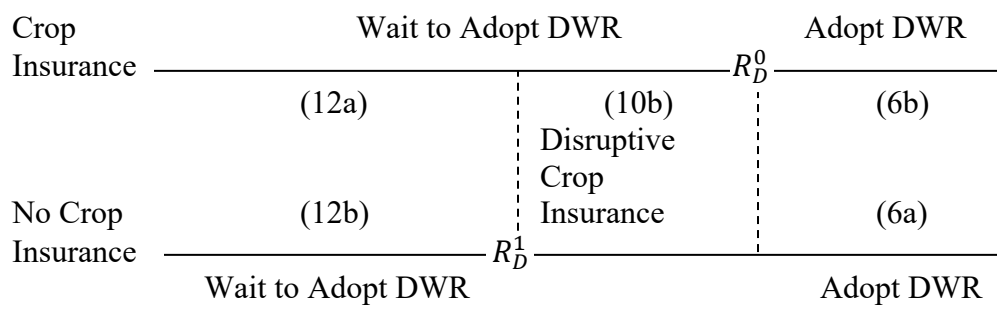 Crop Wait to Adopt DWR Adopt DWR
Insurance R_D^0
(12a) (10b) (6b)
Disruptive
Crop
No Crop (12b) Insurance (6a)
Insurance R_D^1
Wait to Adopt DWR Adopt DWR